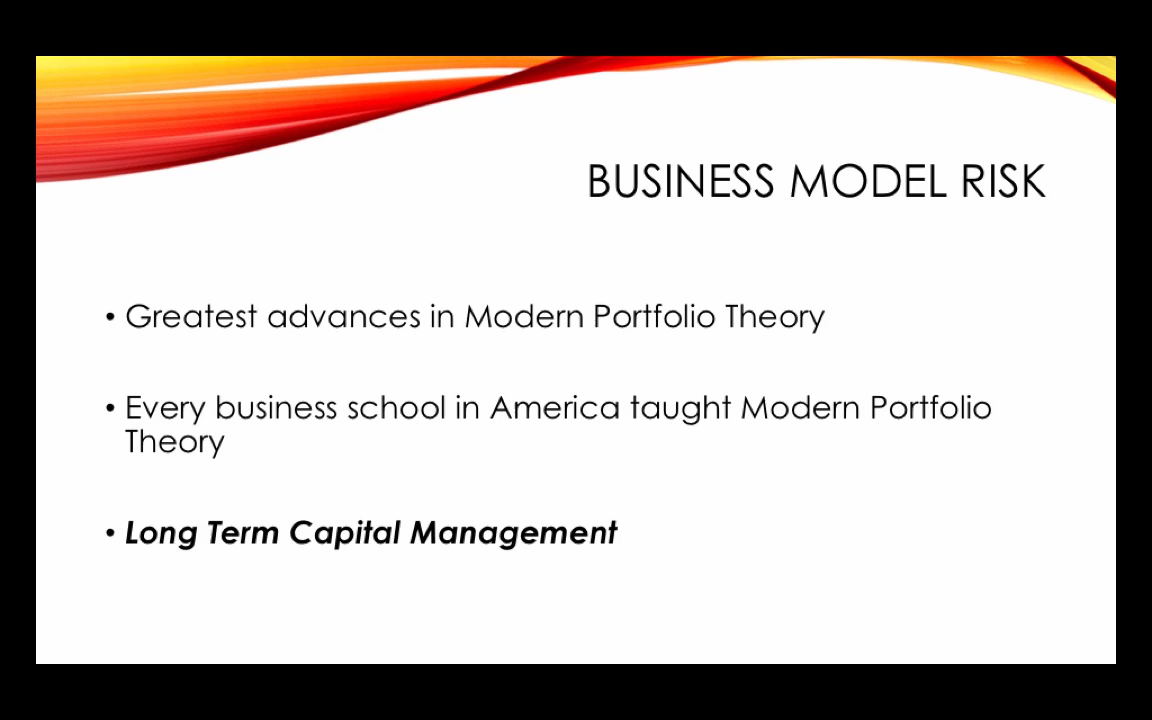 BUSINESS MODEL RISK
• Greatest advances in Modern Portfolio Theory
• Every business school in America taught Modern Portfolio
Theory
• Long Term Capital Management